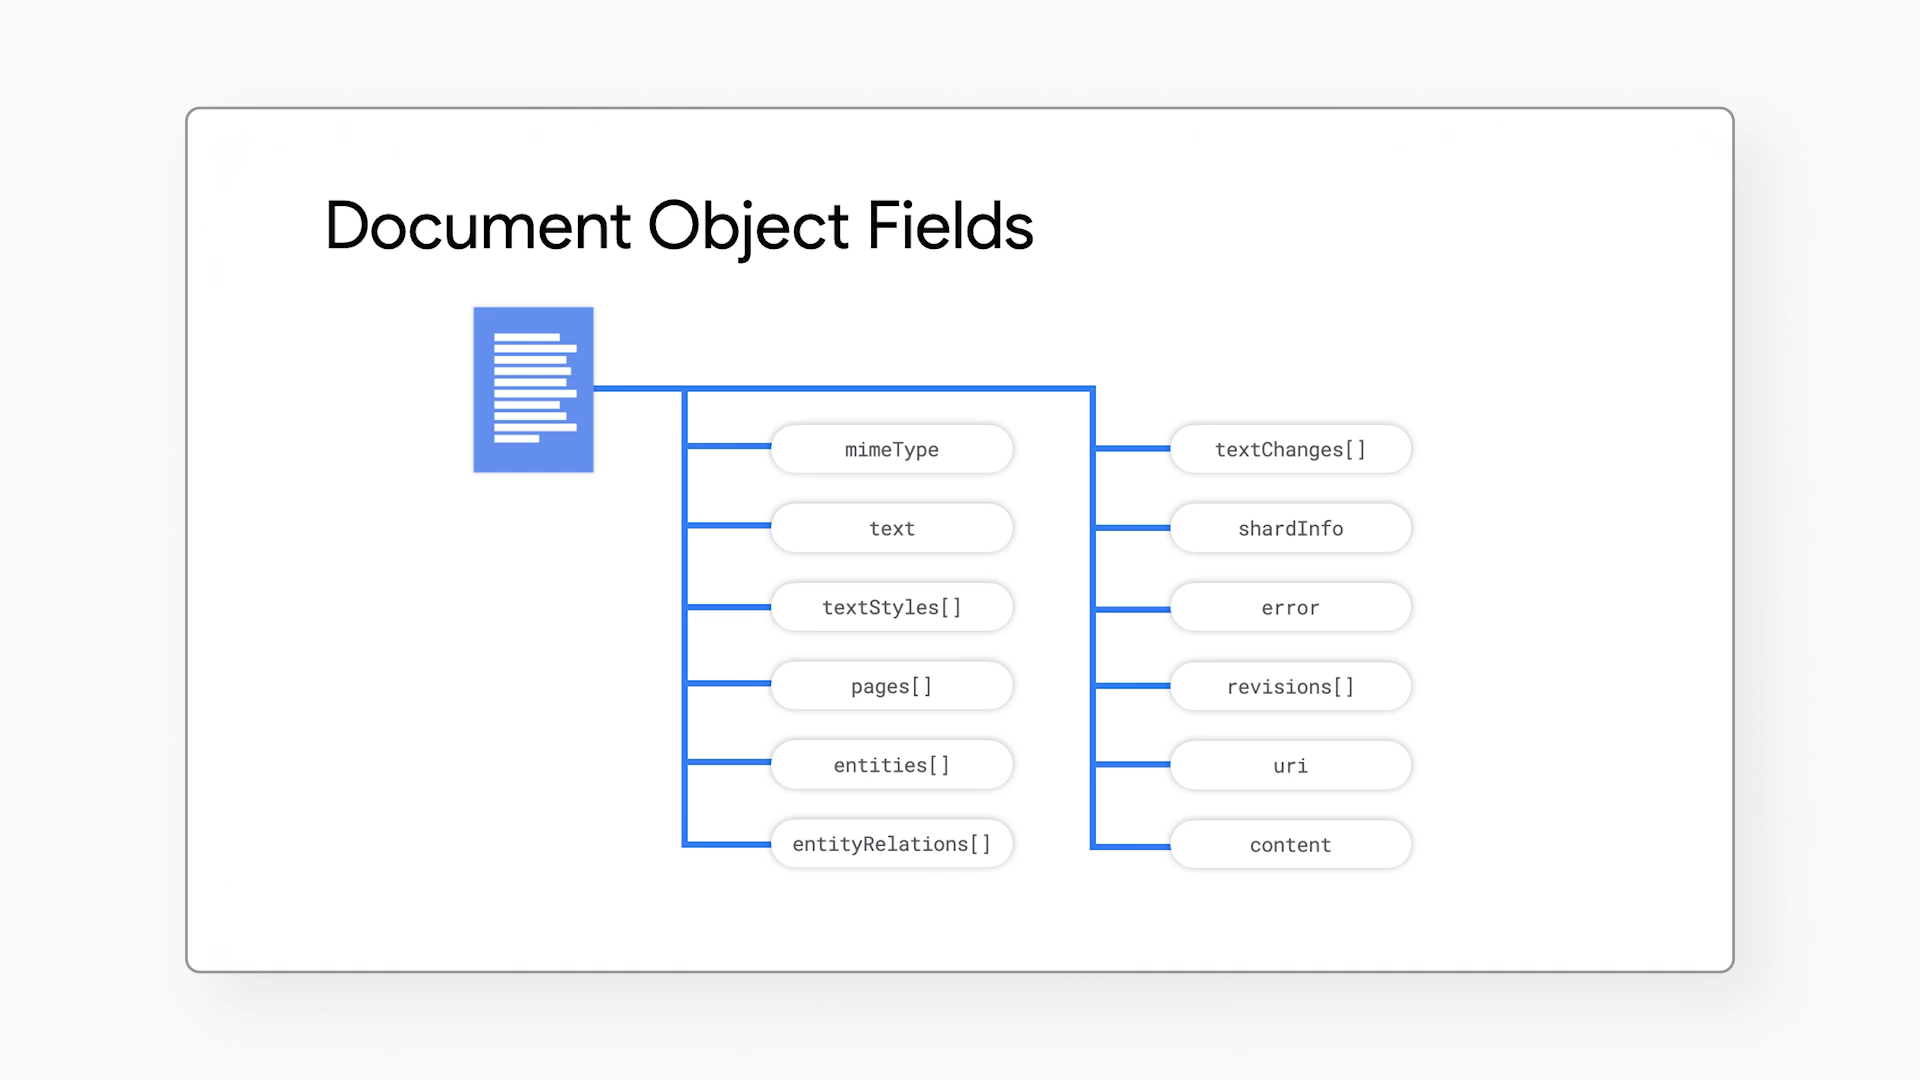 Document Object Fields
mimeType
text
textStyles[]
pages[]
entities[]
entityRelations[]
textChanges[]
shardInfo
error
revisions[]
uri
content